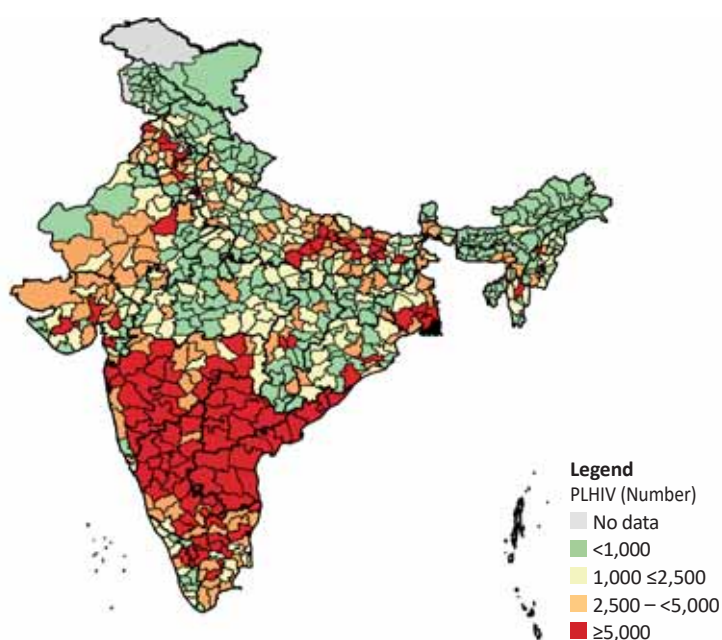 Legend
PLHIV (Number)
No data
<1,000
1,000 ≤2,500
2,500 – <5,000
≥5,000